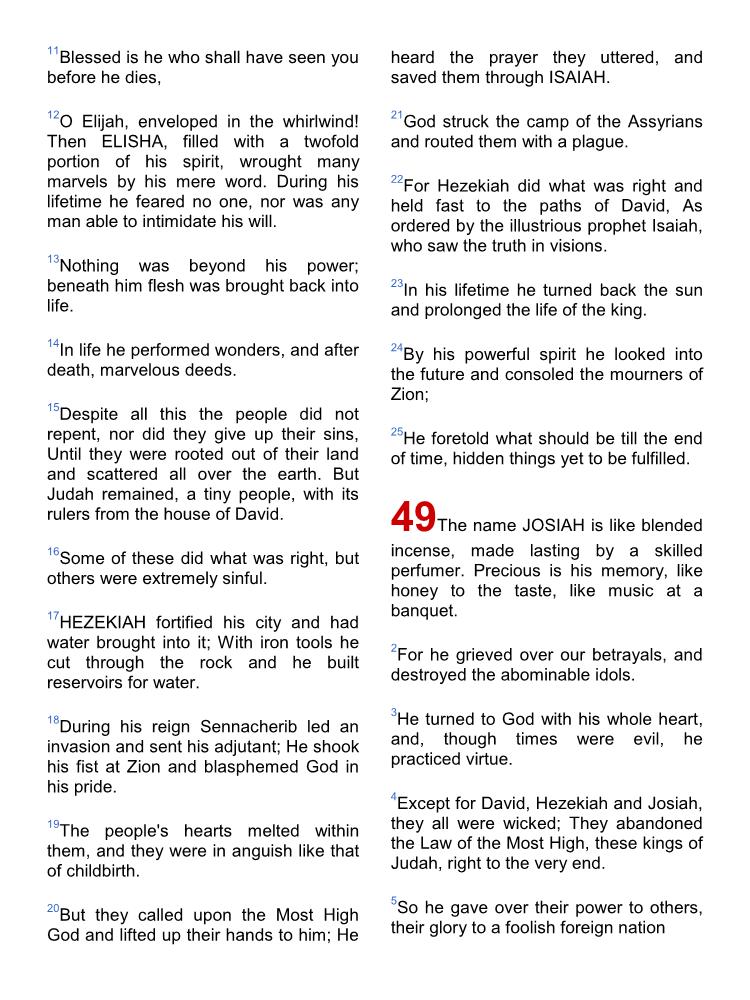 11Blessed is he who shall have seen you
before he dies,
12O Elijah, enveloped in the whirlwind!
Then ELISHA, filled with a twofold
portion of his spirit, wrought many
marvels by his mere word. During his
lifetime he feared no one, nor was any
man able to intimidate his will.
13Nothing was beyond his power;
beneath him flesh was brought back into
life.
14In life he performed wonders, and after
death, marvelous deeds.
15Despite all this the people did not
repent, nor did they give up their sins,
Until they were rooted out of their land
and scattered all over the earth. But
Judah remained, a tiny people, with its
rulers from the house of David.
16Some of these did what was right, but
others were extremely sinful.
17HEZEKIAH fortified his city and had
water brought into it; With iron tools he
cut through the rock and he built
reservoirs for water.
18During his reign Sennacherib led an
invasion and sent his adjutant; He shook
his fist at Zion and blasphemed God in
his pride.
19The people's hearts melted within
them, and they were in anguish like that
of childbirth.
20But they called upon the Most High
God and lifted up their hands to him; He
heard the prayer they uttered, and
saved them through ISAIAH.
21God struck the camp of the Assyrians
and routed them with a plague.
22For Hezekiah did what was right and
held fast to the paths of David, As
ordered by the illustrious prophet Isaiah,
who saw the truth in visions.
23In his lifetime he turned back the sun
and prolonged the life of the king.
24By his powerful spirit he looked into
the future and consoled the mourners of
Zion;
25He foretold what should be till the end
of time, hidden things yet to be fulfilled.
49The name JOSIAH is like blended
incense, made lasting by a skilled
perfumer. Precious is his memory, like
honey to the taste, like music at a
banquet.
2For he grieved over our betrayals, and
destroyed the abominable idols.
3He turned to God with his whole heart,
and, though times were evil, he
practiced virtue.
4Except for David, Hezekiah and Josiah,
they all were wicked; They abandoned
the Law of the Most High, these kings of
Judah, right to the very end.
5So he gave over their power to others,
their glory to a foolish foreign nation